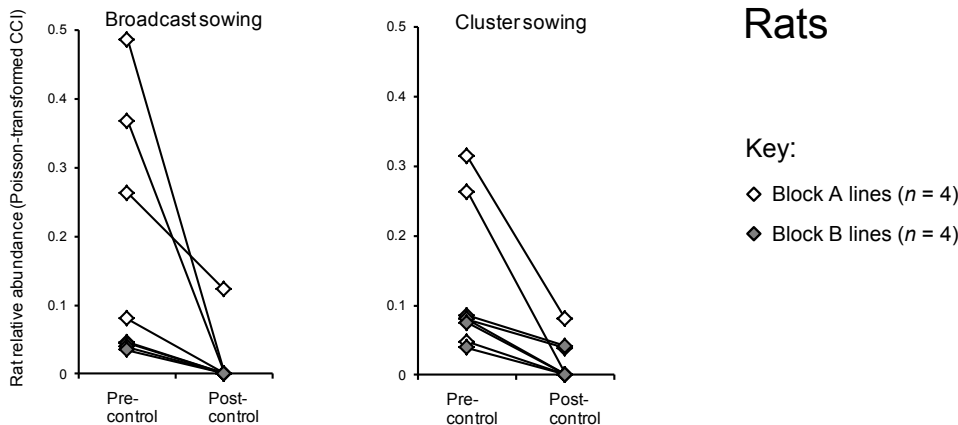 Broadcast sowing
Rat relative abundance (Poisson-transformed CCI)
0.5
0.4
0.3
0.2
0.1
0
Pre-
control
Post-
control
Cluster sowing
0.5
0.4
0.3
0.2
0.1
0
Pre-
control
Post-
control
Rats
Key:
Block A lines (n = 4)
Block B lines (n = 4)